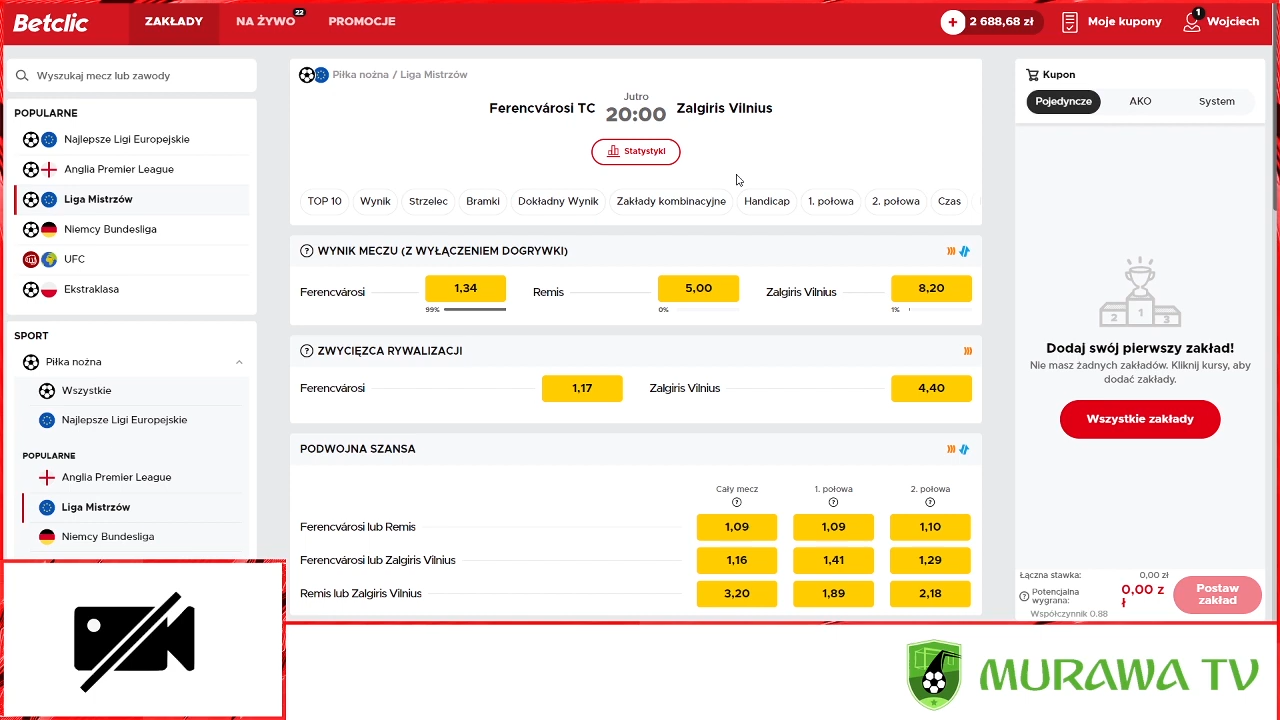 Betclic
ZAKŁADY
NA ŻYWO
22
PROMOCJE
2 688,68 zł
Moje kupony
1
Wojciech
Wyszukaj mecz lub zawody
POPULARNE
Najlepsze Ligi Europejskie
Anglia Premier League
Liga Mistrzów
Niemcy Bundesliga
UFC
Ekstraklasa
SPORT
Piłka nożna
Wszystkie
Najlepsze Ligi Europejskie
POPULARNE
Anglia Premier League
Liga Mistrzów
Niemcy Bundesliga
Piłka nożna / Liga Mistrzów
Jutro
Ferencvárosi TC 20:00 Zalgiris Vilnius
Statystyki
TOP 10 Wynik Strzelec Bramki Dokładny Wynik Zakłady kombinacyjne Handicap 1. połowa 2. połowa Czas
WYNIK MECZU (Z WYŁĄCZENIEM DOGRYWKI)
Ferencvárosi 1,34 Remis 5,00 Zalgiris Vilnius 8,20
99% 0% 1%
ZWYCIĘZCA RYWALIZACJI
Ferencvárosi 1,17 Zalgiris Vilnius 4,40
PODWOJNA SZANSA
Cały mecz 1. połowa 2. połowa
Ferencvárosi lub Remis 1,09 1,09 1,10
Ferencvárosi lub Zalgiris Vilnius 1,16 1,41 1,29
Remis lub Zalgiris Vilnius 3,20 1,89 2,18
Kupon
Pojedyncze AKO System
2 1 3
Dodaj swój pierwszy zakład!
Nie masz żadnych zakładów. Kliknij kursy, aby
dodać zakłady.
Wszystkie zakłady
Łączna stawka: 0,00 zł
Potencjalna
wygrana:
0,00 z
ł
Współczynnik 0.88
Postaw
zakład
MURAWA TV